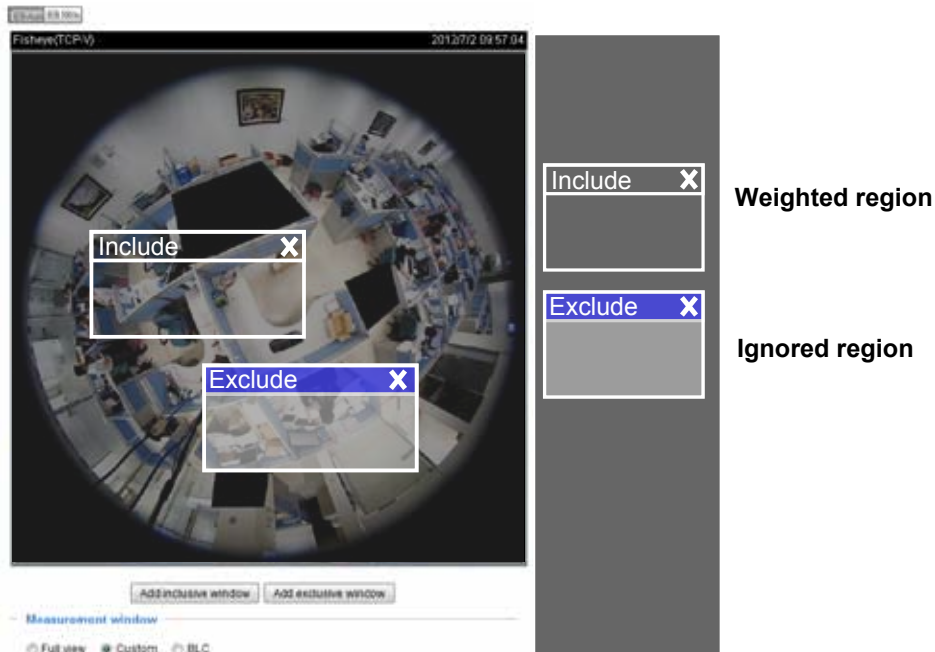 Fisheye(TCP-V) 2012/7/2 09:57:04
Include
Exclude
Include
Weighted region
Exclude
Ignored region
Add inclusive window Add exclusive window
Measurement window
Full view Custom BLC